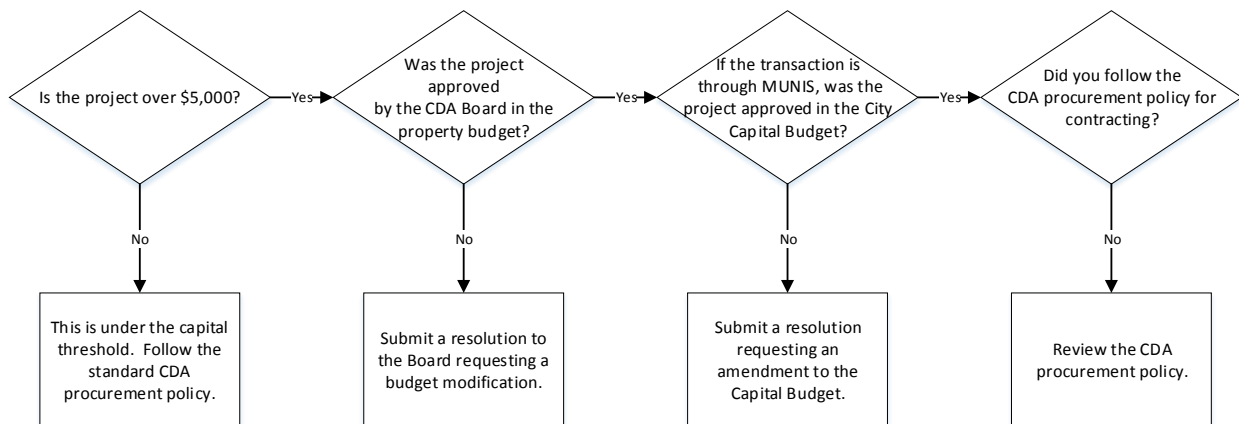 Is the project over $5,000?
Yes
Was the project
approved
by the CDA Board in the
property budget?
Yes
If the transaction is
through MUNIS, was the
project approved in the City
Capital Budget?
Yes
Did you follow the
CDA procurement policy for
contracting?
No
No
No
No
This is under the capital
threshold.  Follow the
standard CDA
procurement policy.
Submit a resolution to
the Board requesting a
budget modification.
Submit a resolution
requesting an
amendment to the
Capital Budget.
Review the CDA
procurement policy.